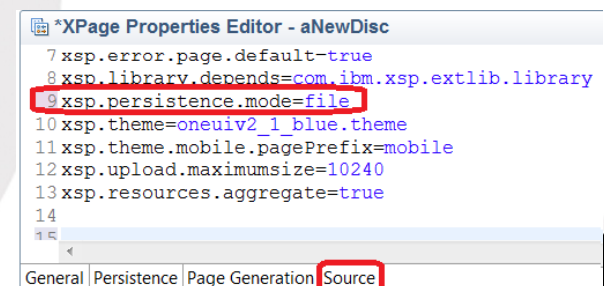 *XPage Properties Editor - aNewDisc
7 xsp.error.page.default=true
8 xsp.library.depends=com.ibm.xsp.extlib.library
9 xsp.persistence.mode=file
10 xsp.theme=oneuiv2_1_blue.theme
11 xsp.theme.mobile.pagePrefix=mobile
12 xsp.upload.maximumsize=10240
13 xsp.resources.aggregate=true
14
15
General Persistence Page Generation Source